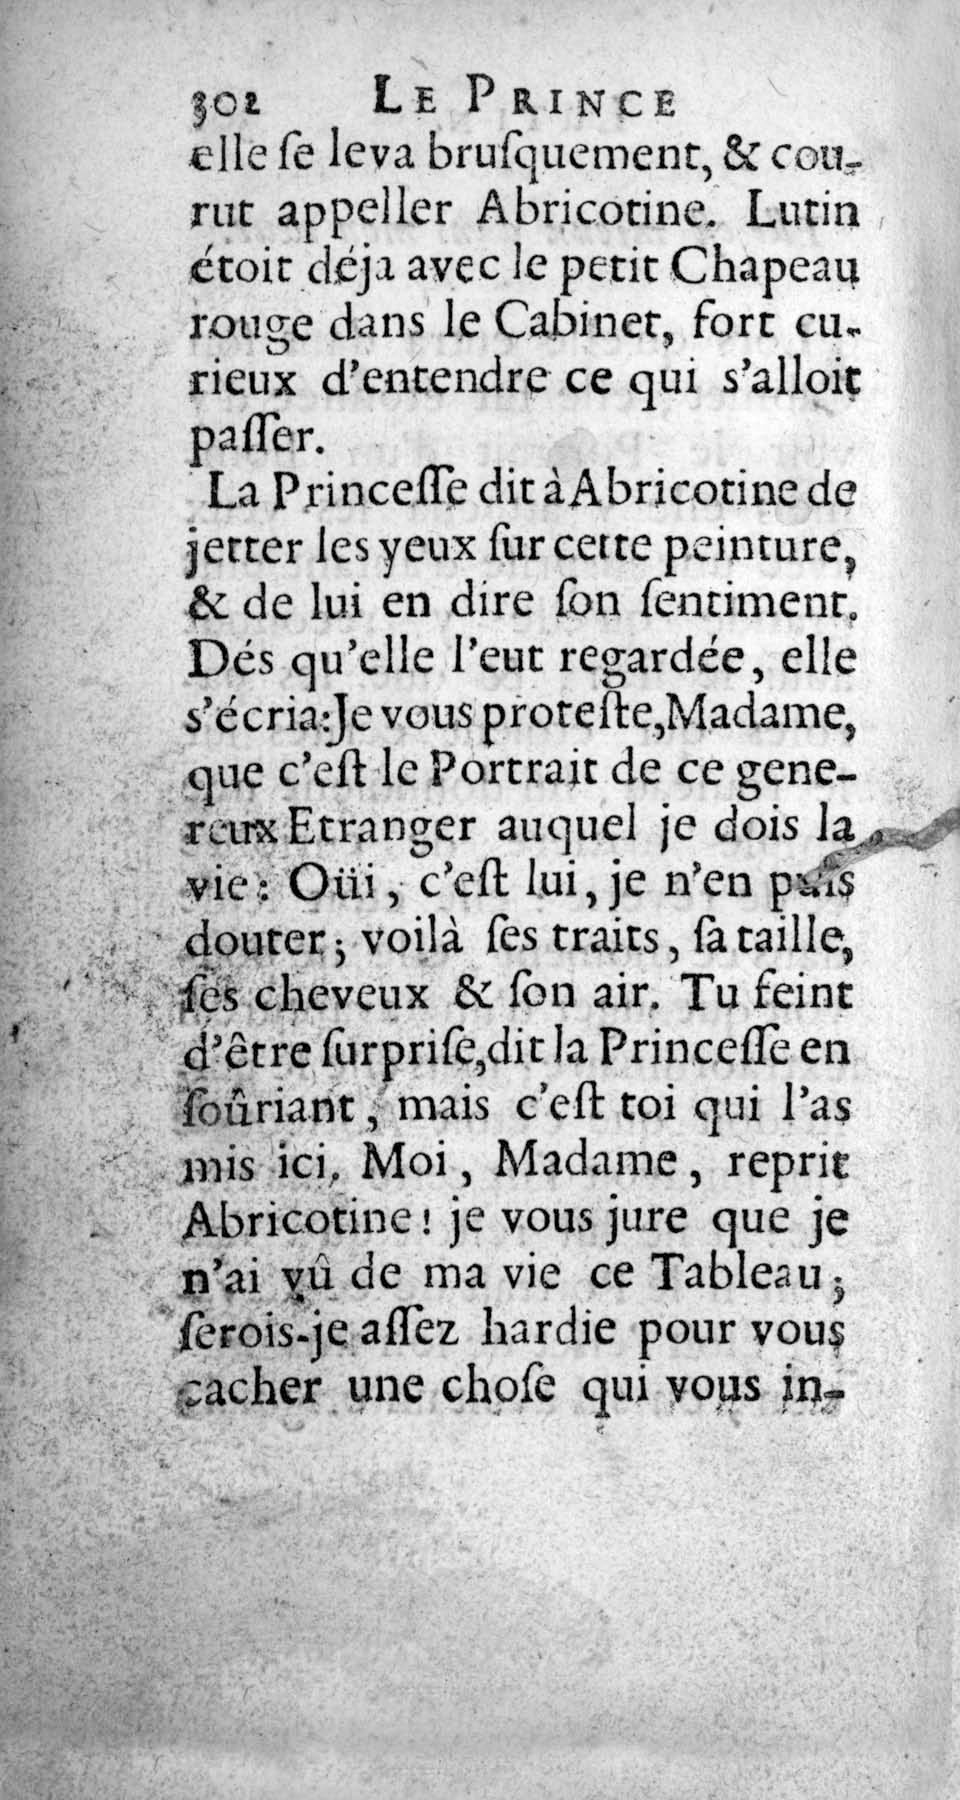 302 LE PRINCE
elle ſe leva bruſquement, & cou-
rut appeller Abricotine. Lutin
étoit déja avec le petit Chapeau
rouge dans le Cabinet, fort cu-
rieux d'entendre ce qui s'alloit
paſſer.
La Princeſſe dit à Abricotine de
jetter les yeux ſur cette peinture,
& de lui en dire ſon ſentiment.
Dés qu'elle l'eut regardée, elle
s'écria: Je vous proteſte, Madame,
que c'eſt le Portrait de ce gene-
reux Etranger auquel je dois la
vie: Oüi, c'eſt lui, je n'en puis
douter; voilà ſes traits, ſa taille,
ſes cheveux & ſon air. Tu feint
d'être ſurpriſe, dit la Princeſſe en
ſoûriant, mais c'eſt toi qui l'as
mis ici. Moi, Madame, reprit
Abricotine! je vous jure que je
n'ai vû de ma vie ce Tableau;
ſerois-je aſſez hardie pour vous
cacher une choſe qui vous in-